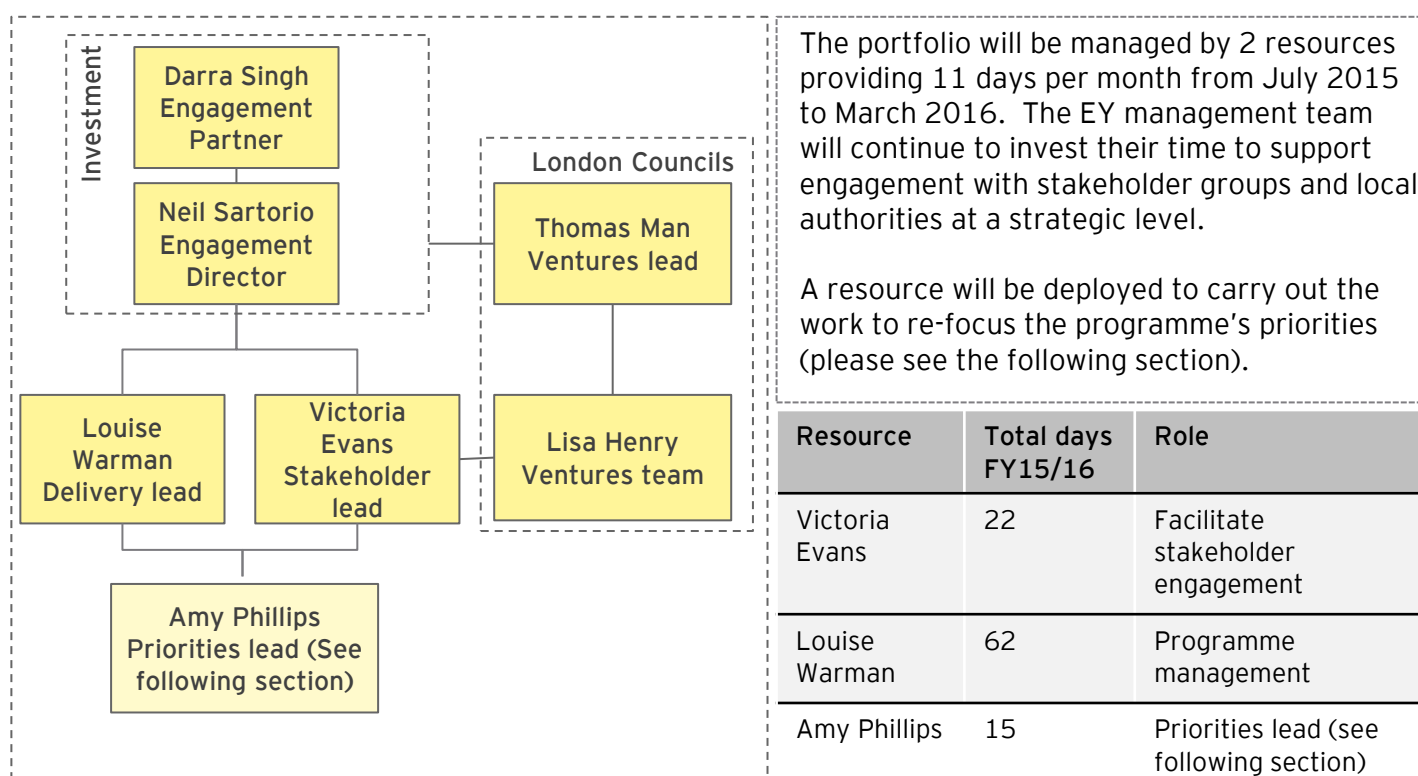 Investment
Darra Singh
Engagement
Partner
Neil Sartorio
Engagement
Director
London Councils
Thomas Man
Ventures lead
Louise
Warman
Delivery lead
Victoria
Evans
Stakeholder
lead
Lisa Henry
Ventures team
Amy Phillips
Priorities lead (See
following section)
The portfolio will be managed by 2 resources
providing 11 days per month from July 2015
to March 2016.  The EY management team
will continue to invest their time to support
engagement with stakeholder groups and local
authorities at a strategic level.
A resource will be deployed to carry out the
work to re-focus the programme's priorities
(please see the following section).
Resource
Total days
FY15/16
Role
Victoria
Evans
22
Facilitate
stakeholder
engagement
Louise
Warman
62
Programme
management
Amy Phillips
15
Priorities lead (see
following section)